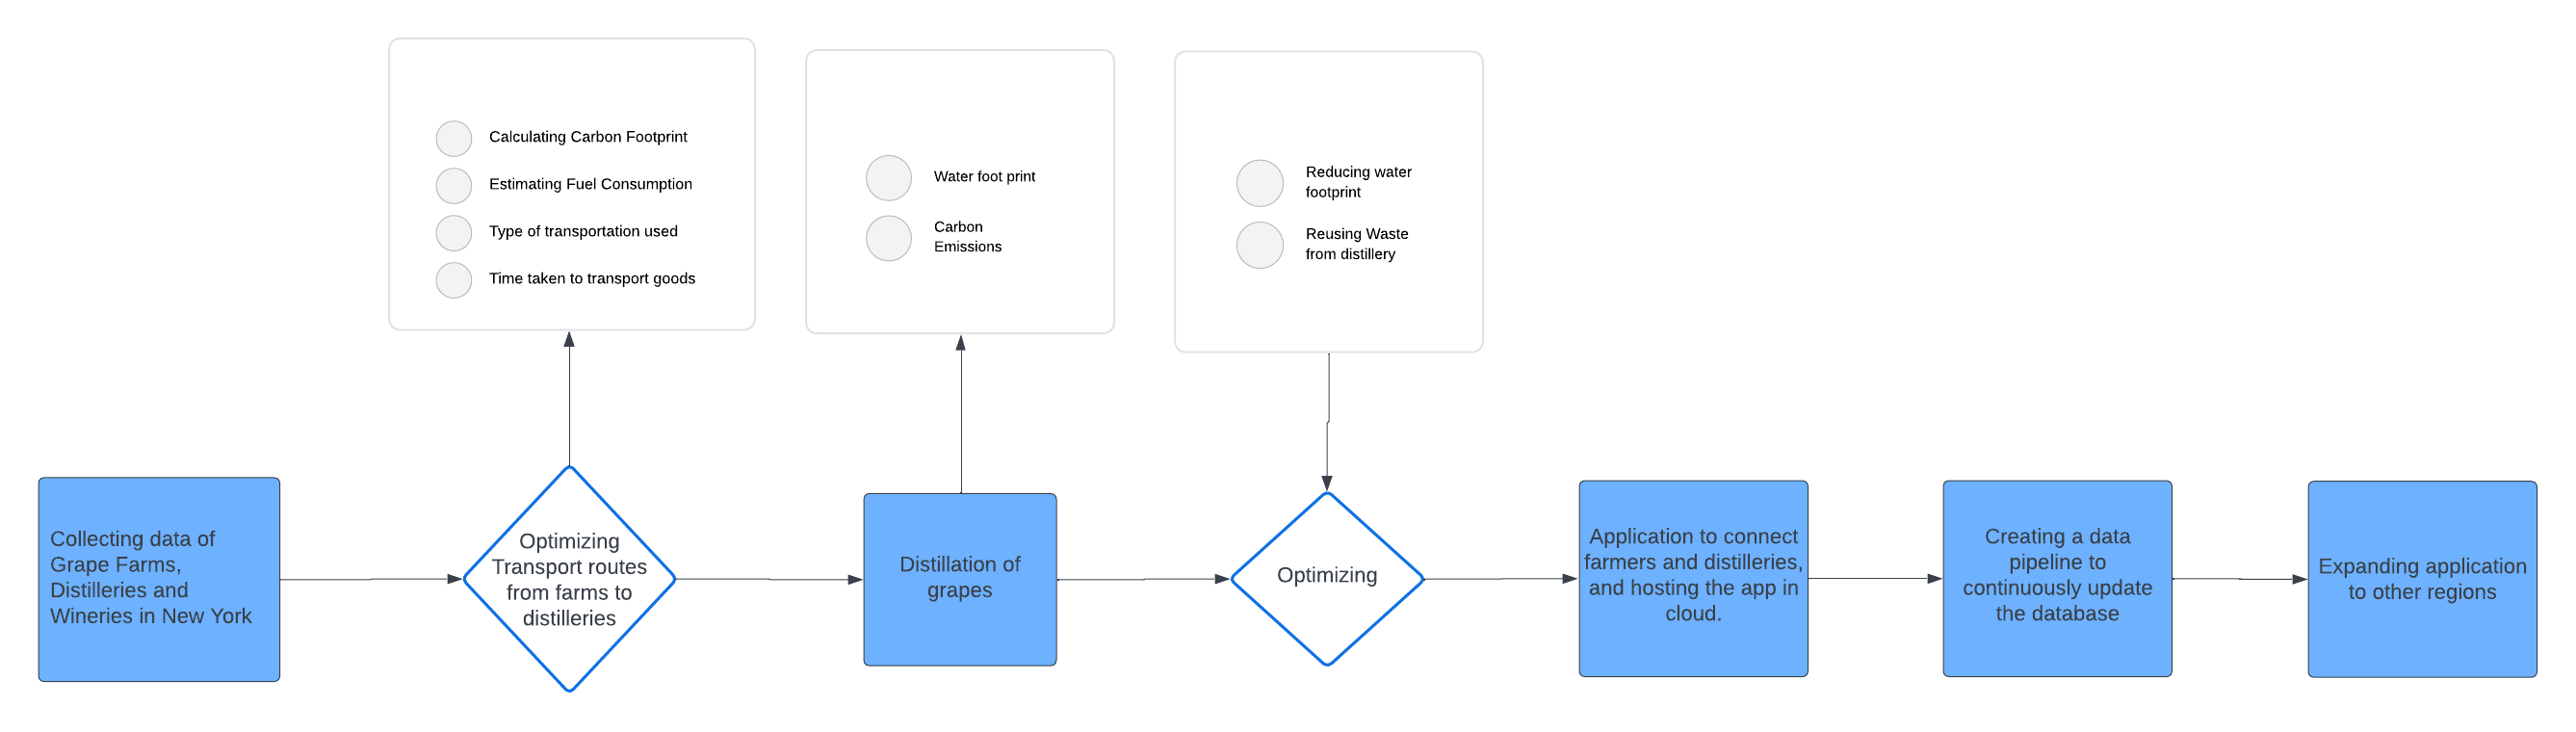 Calculating Carbon Footprint
Estimating Fuel Consumption
Type of transportation used
Time taken to transport goods
Water foot print
Carbon
Emissions
Reducing water
footprint
Reusing Waste
from distillery
Collecting data of
Grape Farms,
Distilleries and
Wineries in New York
Optimizing
Transport routes
from farms to
distilleries
Distillation of
grapes
Optimizing
Application to connect
farmers and distilleries,
and hosting the app in
cloud.
Creating a data
pipeline to
continuously update
the database
Expanding application
to other regions